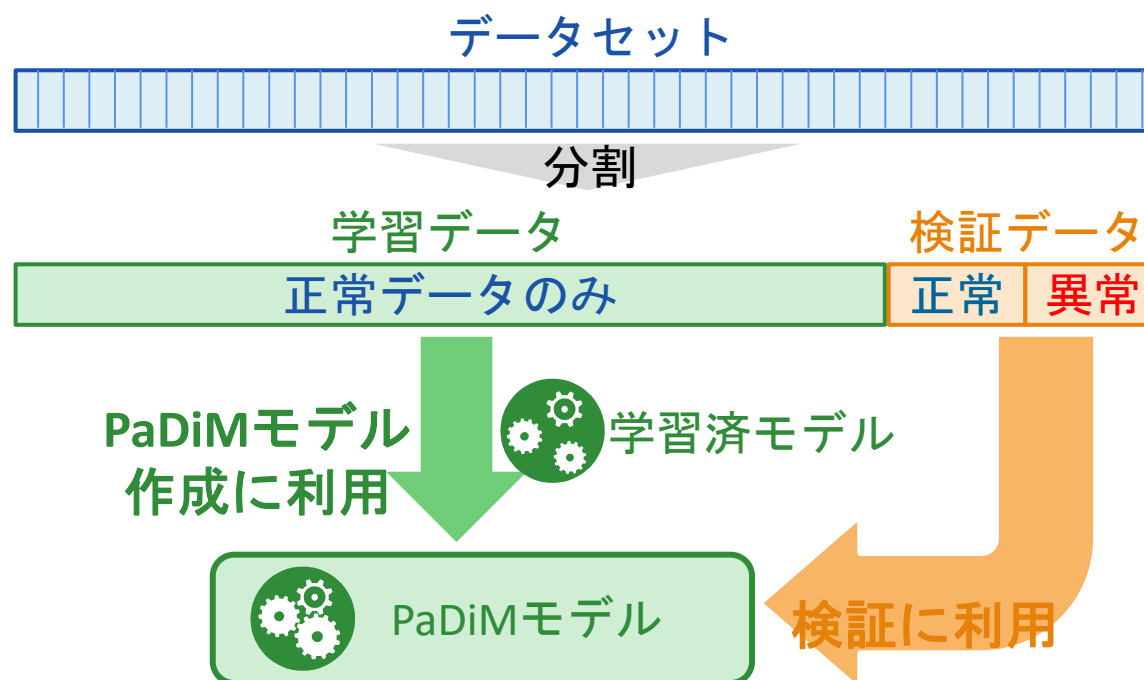 データセット
分割
学習データ
検証データ
正常データのみ
正常
異常
PaDiMモデル
作成に利用
学習済モデル
PaDiMモデル
検証に利用